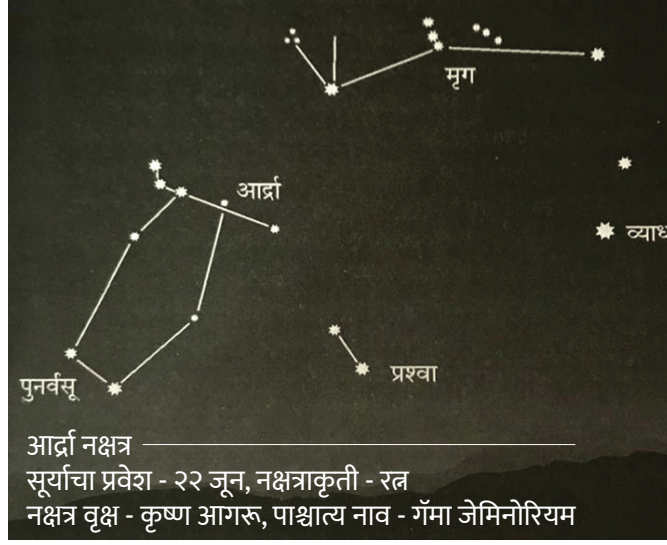 मृग
आर्द्रा
व्याध
पुनर्वसू
प्रश्वा
आर्द्रा नक्षत्र
सूर्याचा प्रवेश - २२ जून, नक्षत्राकृती - रत्न
नक्षत्र वृक्ष - कृष्ण आगरू, पाश्चात्य नाव - गॅमा जेमिनोरियम